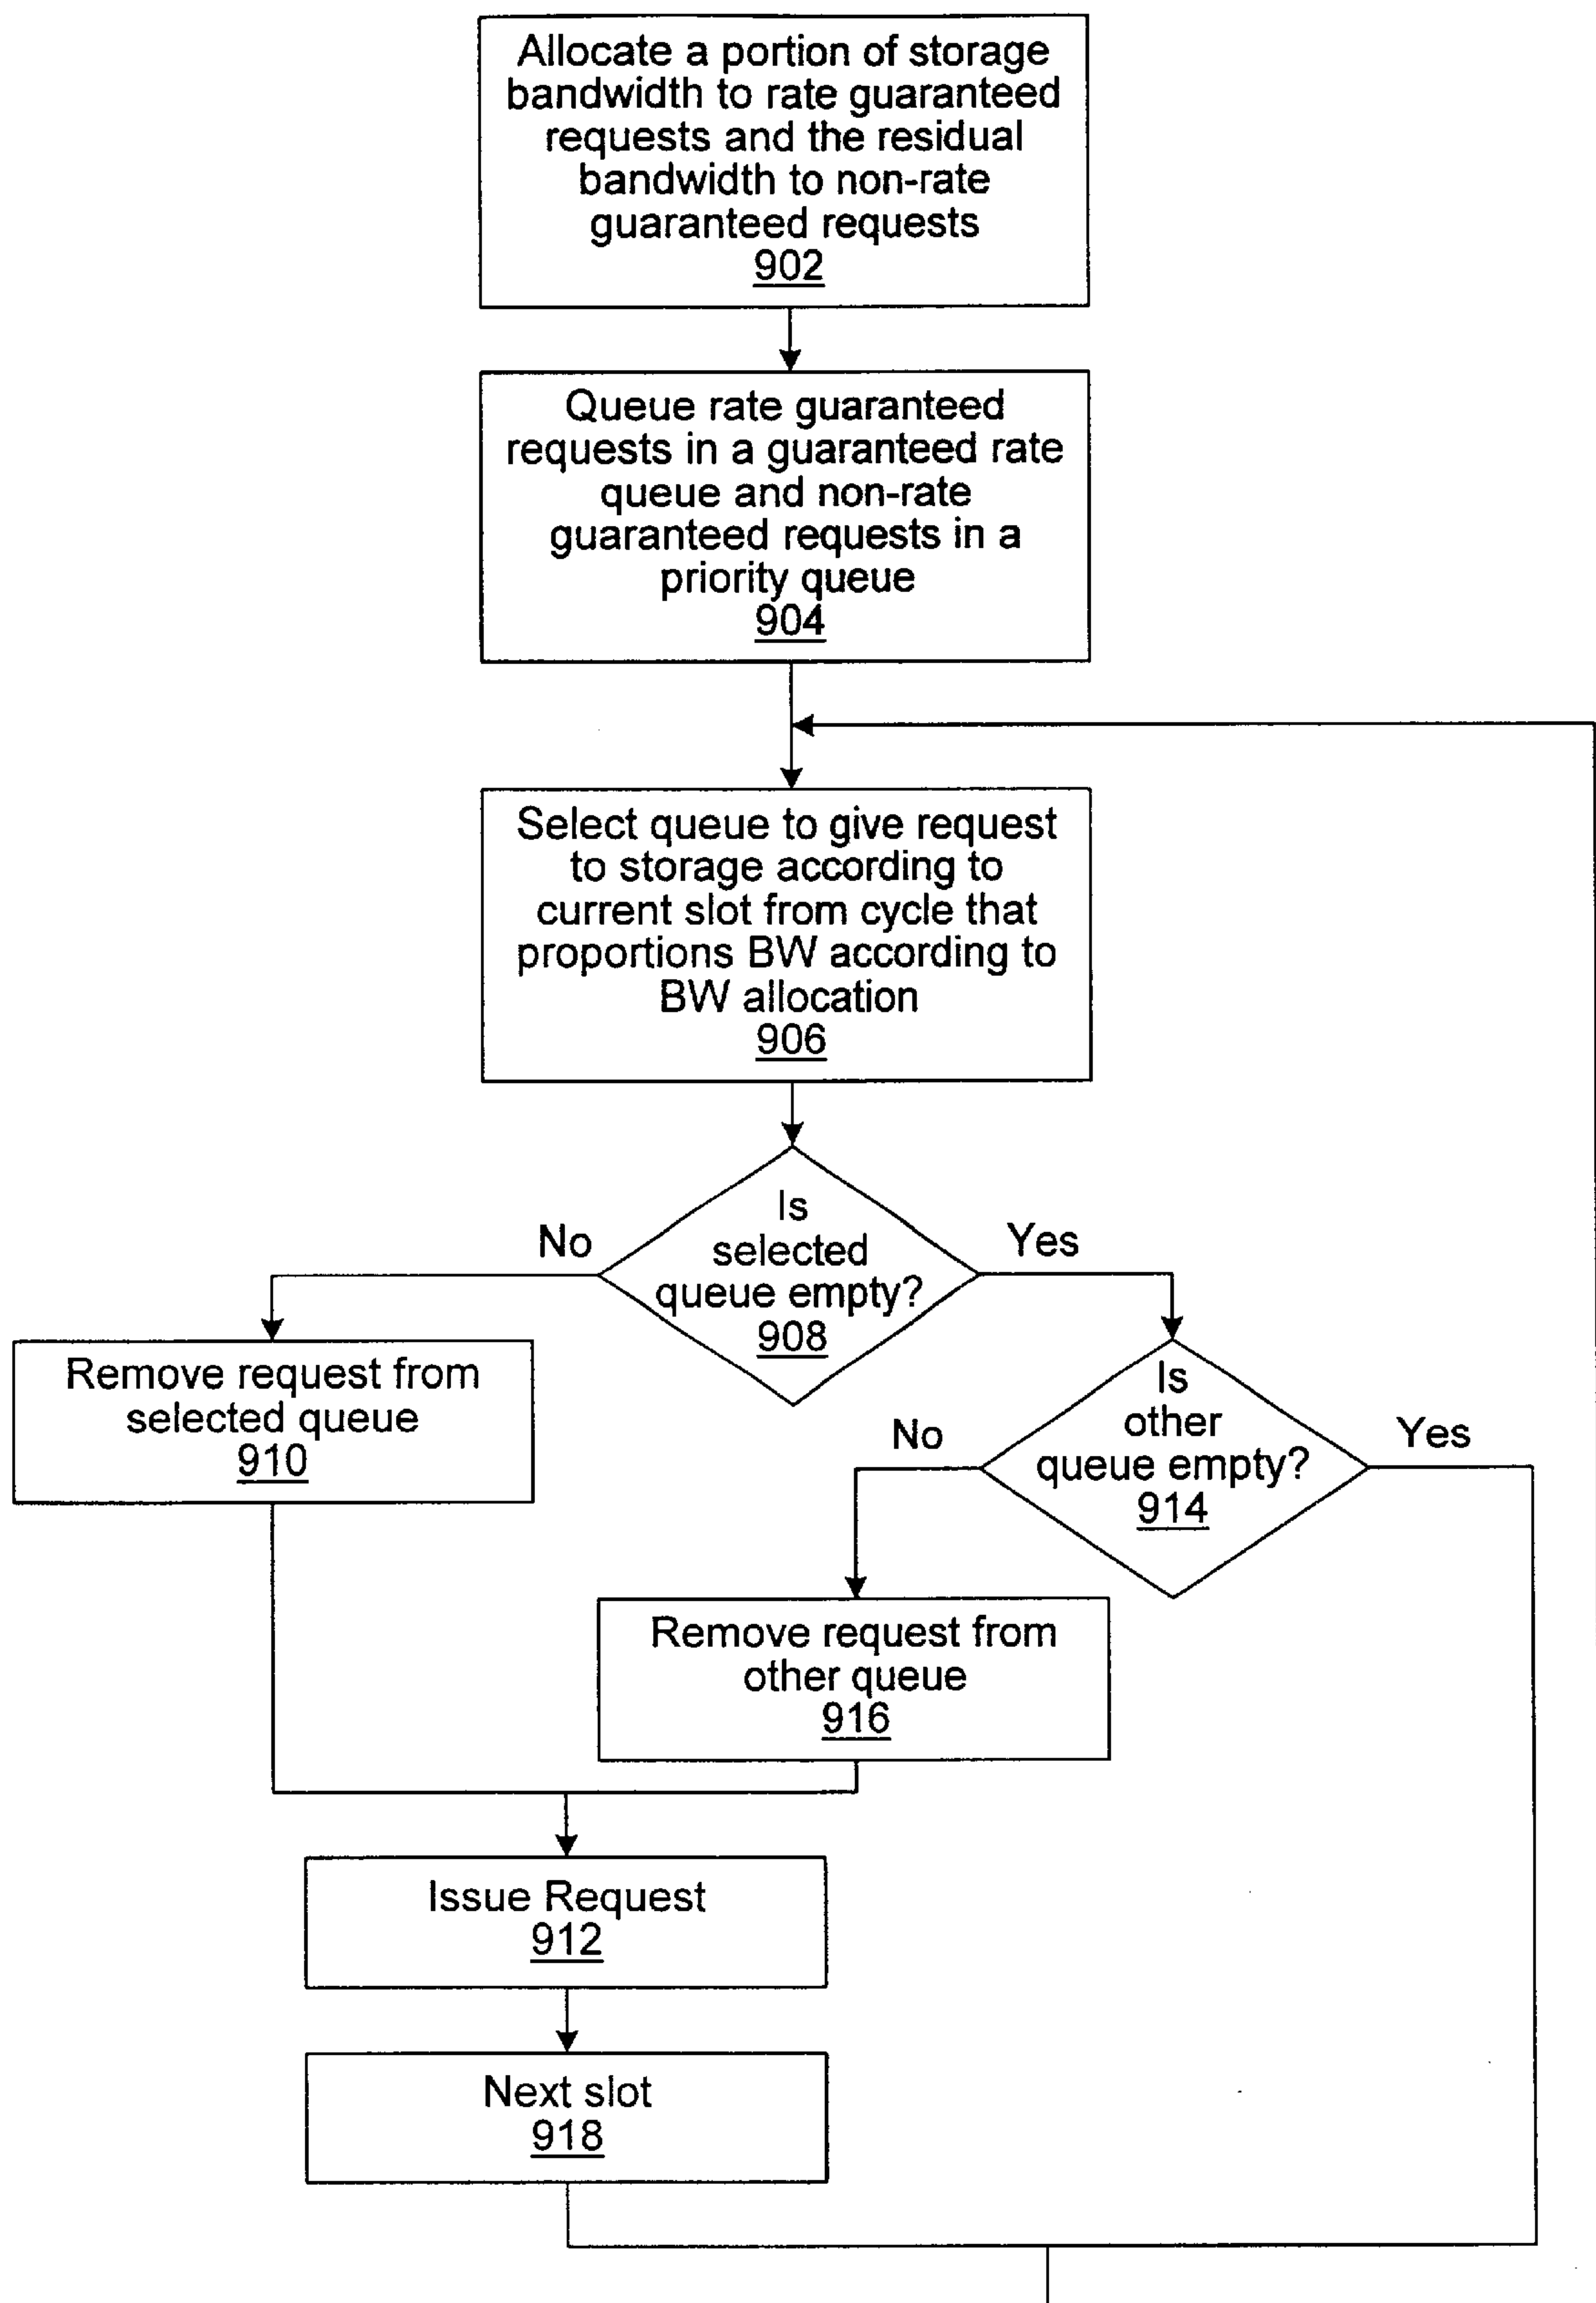 Allocate a portion of storage
bandwidth to rate guaranteed
requests and the residual
bandwidth to non-rate
guaranteed requests
902
Queue rate guaranteed
requests in a guaranteed rate
queue and non-rate
guaranteed requests in a
priority queue
904
Select queue to give request
to storage according to
current slot from cycle that
proportions BW according to
BW allocation
906
Is
selected
queue empty?
908
No
Yes
Remove request from
selected queue
910
Is
other
queue empty?
914
No
Yes
Remove request from
other queue
916
Issue Request
912
Next slot
918